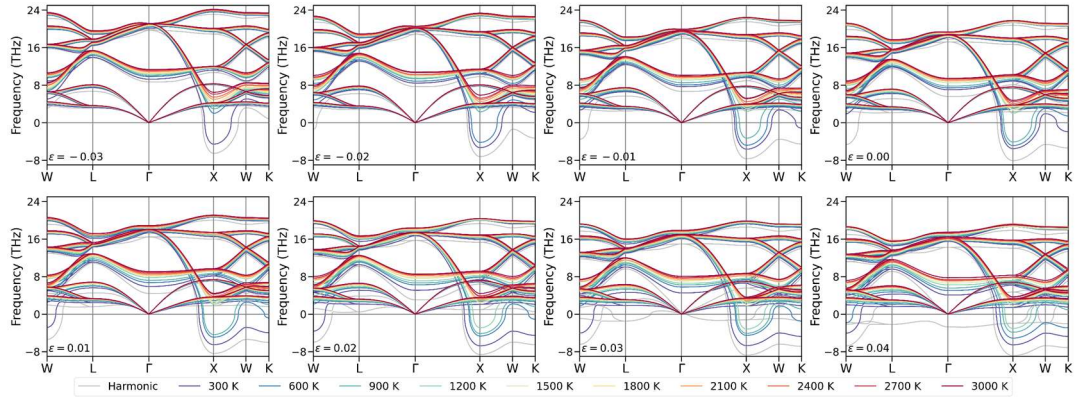 24
16
8
0
−8
Frequency (THz)
ε = −0.03
W L Γ X W K
24
16
8
0
−8
Frequency (THz)
ε = −0.02
W L Γ X W K
24
16
8
0
−8
Frequency (THz)
ε = −0.01
W L Γ X W K
24
16
8
0
−8
Frequency (THz)
ε = 0.00
W L Γ X W K
24
16
8
0
−8
Frequency (THz)
ε = 0.01
W L Γ X W K
24
16
8
0
−8
Frequency (THz)
ε = 0.02
W L Γ X W K
24
16
8
0
−8
Frequency (THz)
ε = 0.03
W L Γ X W K
24
16
8
0
−8
Frequency (THz)
ε = 0.04
W L Γ X W K
Harmonic 300 K 600 K 900 K 1200 K 1500 K 1800 K 2100 K 2400 K 2700 K 3000 K